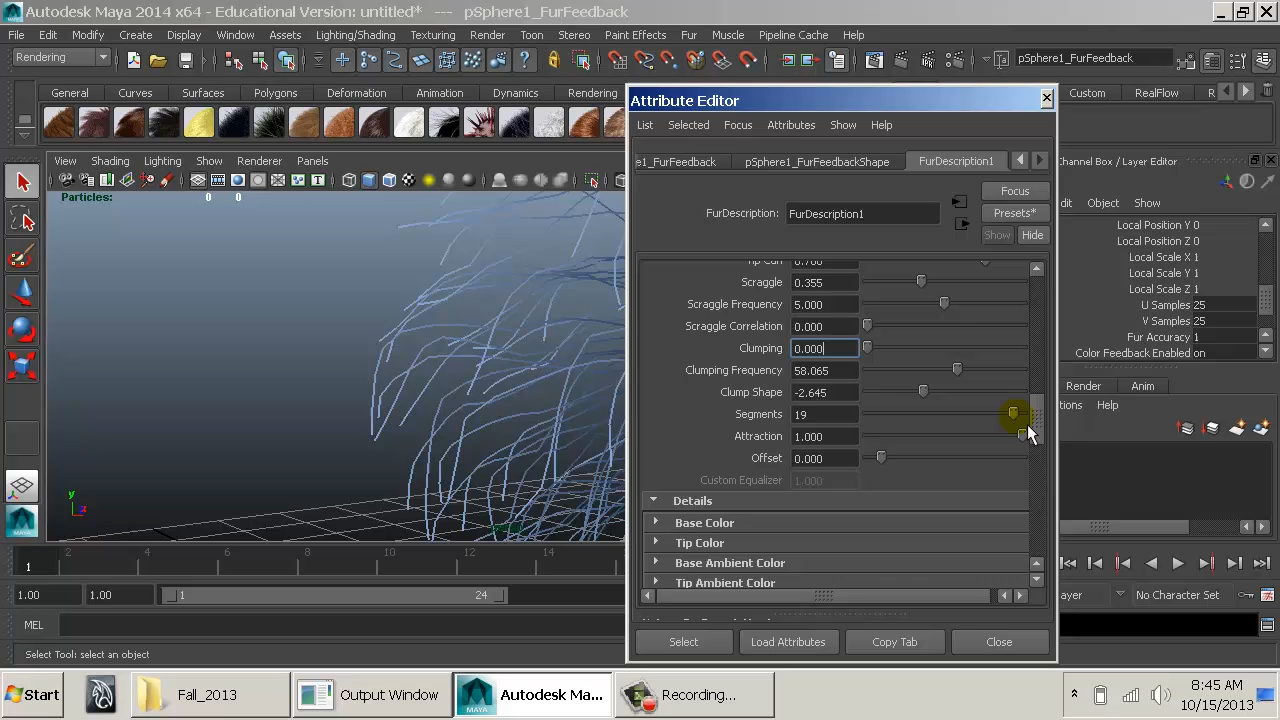 Autodesk Maya 2014 x64 - Educational Version: untitled* --- pSphere1_FurFeedback
File Edit Modify Create Display Window Assets Lighting/Shading Texturing Render Toon Stereo Paint Effects Fur Muscle Pipeline Cache Help
Rendering
pSphere1_FurFeedback
General Curves Surfaces Polygons Deformation Animation Dynamics Rendering
Custom RealFlow R
Attribute Editor
List Selected Focus Attributes Show Help
View Shading Lighting Show Renderer Panels
e1_FurFeedback pSphere1_FurFeedbackShape FurDescription1
Channel Box / Layer Editor
Particles: 0 0
Focus
FurDescription: FurDescription1
Presets*
Show Hide
dit Object Show
Local Position Y 0
Local Position Z 0
Local Scale X 1
Local Scale Y 1
Local Scale Z 1
U Samples 25
V Samples 25
Fur Accuracy 1
Color Feedback Enabled on
Scraggle 0.355
Scraggle Frequency 5.000
Scraggle Correlation 0.000
Clumping 0.000
Clumping Frequency 58.065
Clump Shape -2.645
Segments 19
Attraction 1.000
Offset 0.000
Custom Equalizer 1.000
Render Anim
tions Help
Details
Base Color
Tip Color
Base Ambient Color
Tip Ambient Color
y
z
2 4 6 8 10 12 14
1
1.00 1.00 1 24
ayer No Character Set
Select Load Attributes Copy Tab Close
MEL
Select Tool: select an object
Start Fall_2013 Output Window Autodesk Ma... Recording...
MAYA
8:45 AM
10/15/2013